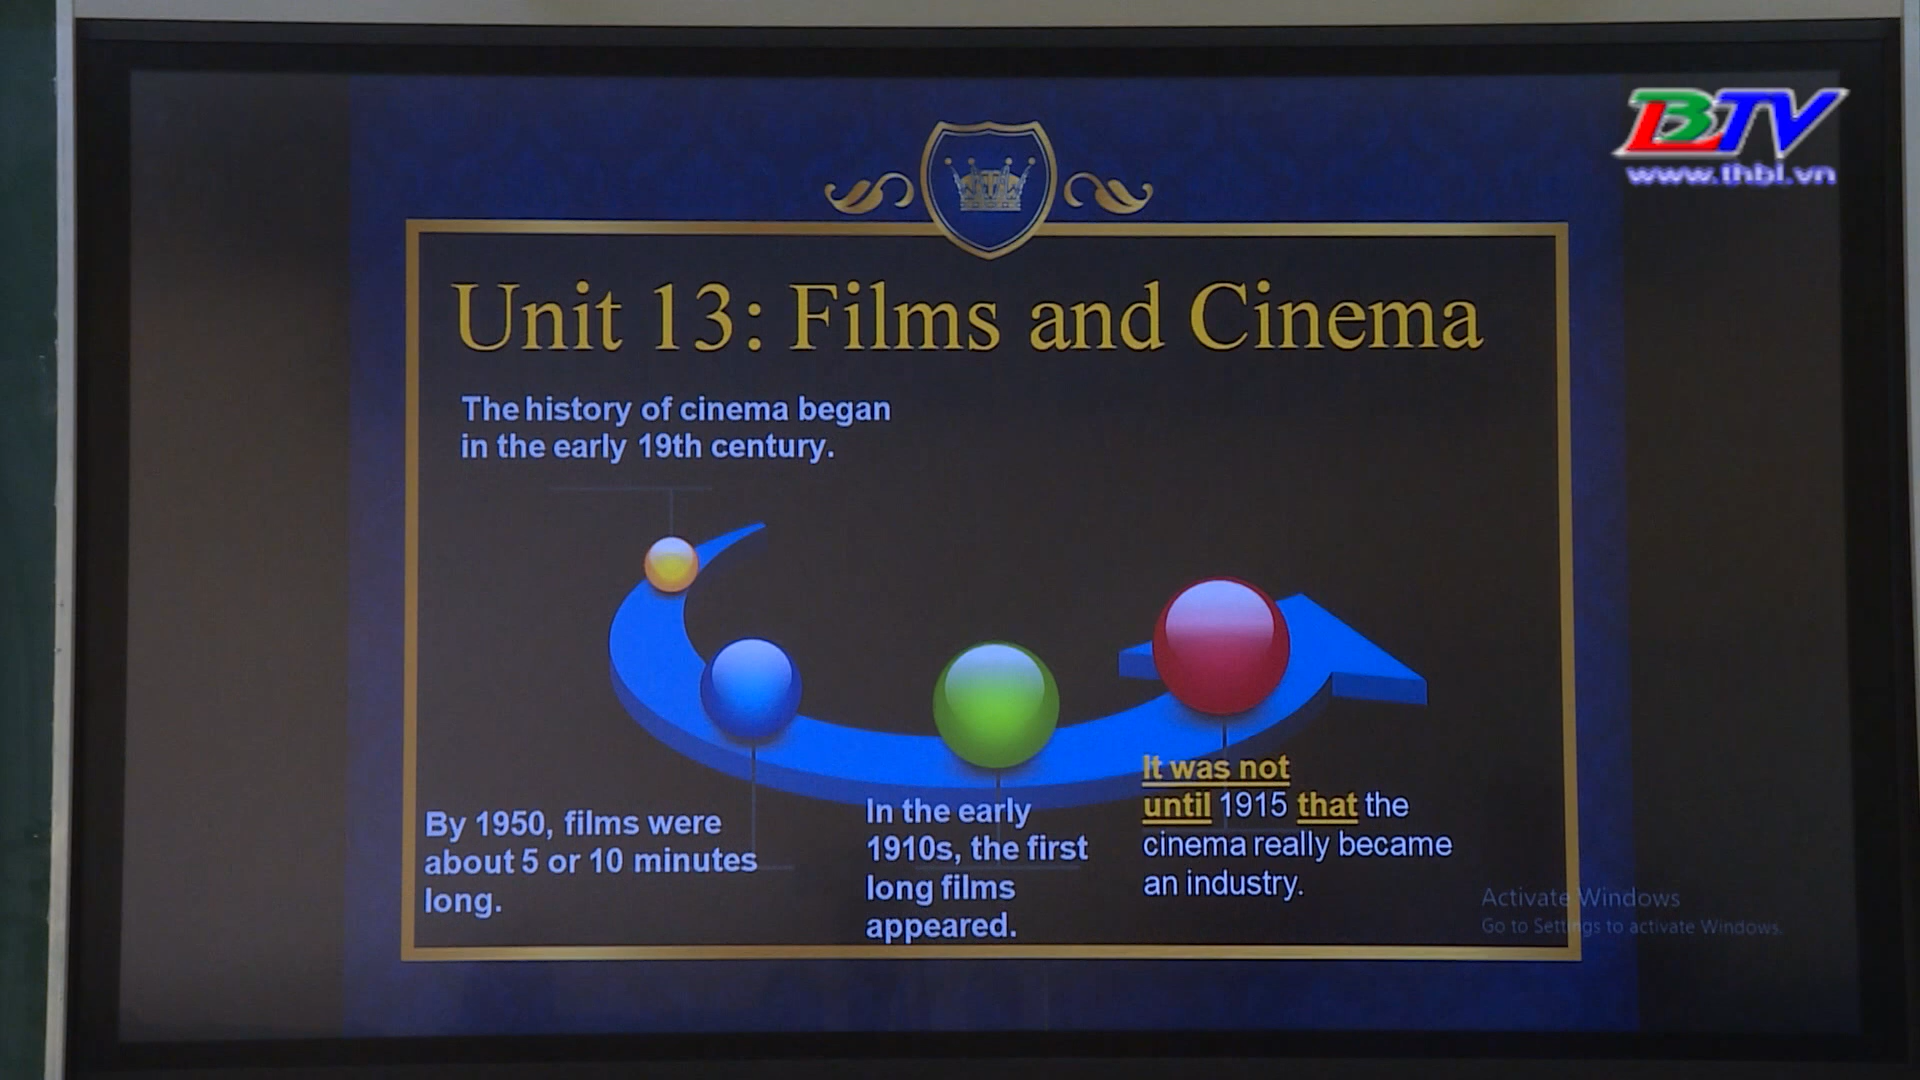 BTV
www.thbl.vn
Unit 13: Films and Cinema
The history of cinema began
in the early 19th century.
By 1950, films were
about 5 or 10 minutes
long.
In the early
1910s, the first
long films
appeared.
It was not
until 1915 that the
cinema really became
an industry.
Activate Windows
Go to Settings to activate Windows.